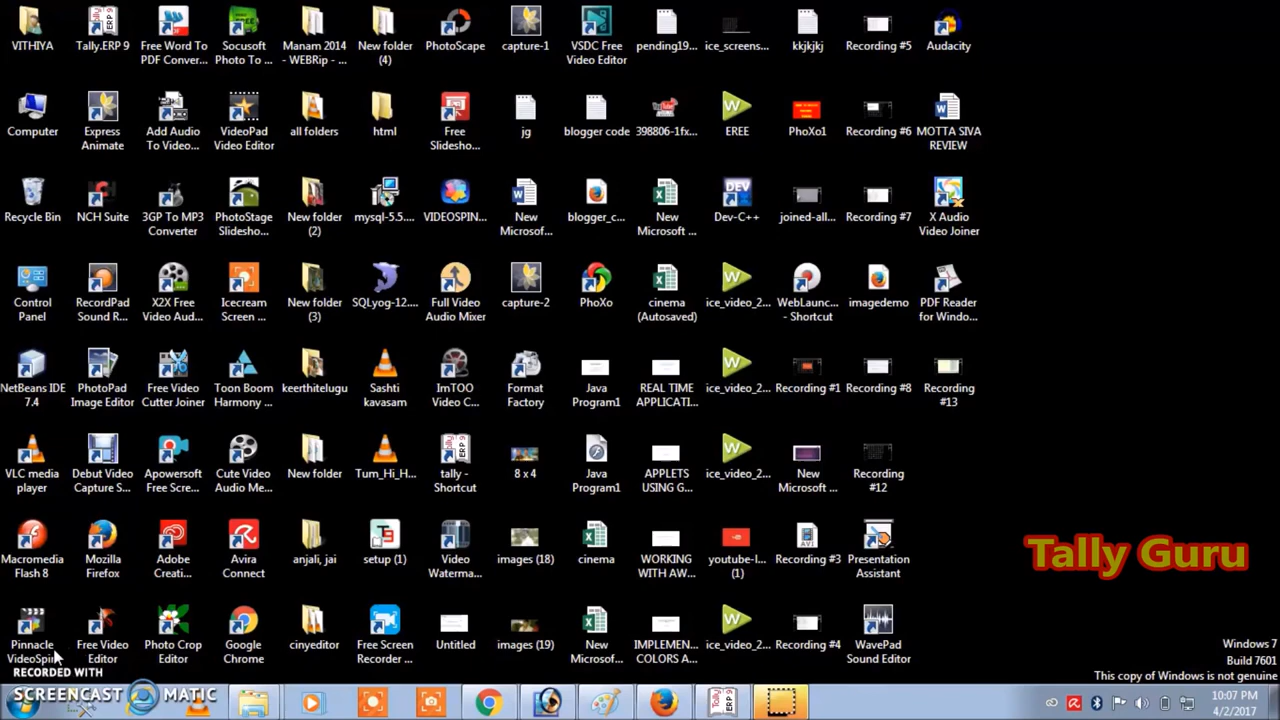 VITHIYA
Tally.ERP 9
Free Word To
PDF Conver...
Socusoft
Photo To ...
Manam 2014
- WEBRip - ...
New folder
(4)
PhotoScape
capture-1
VSDC Free
Video Editor
pending19...
ice_screens...
kkjkjkj
Recording #5
Audacity
Computer
Express
Animate
Add Audio
To Video...
VideoPad
Video Editor
all folders
html
Free
Slidesho...
jg
blogger code
398806-1fx...
EREE
PhoXo1
Recording #6
MOTTA SIVA
REVIEW
Recycle Bin
NCH Suite
3GP To MP3
Converter
PhotoStage
Slidesho...
New folder
(2)
mysql-5.5....
VIDEOSPIN...
New
Microsof...
blogger_c...
New
Microsoft ...
Dev-C++
joined-all...
Recording #7
X Audio
Video Joiner
Control
Panel
RecordPad
Sound R...
X2X Free
Video Aud...
Icecream
Screen ...
New folder
(3)
SQLyog-12....
Full Video
Audio Mixer
capture-2
PhoXo
cinema
(Autosaved)
ice_video_2...
WebLaunc...
- Shortcut
imagedemo
PDF Reader
for Windo...
NetBeans IDE
7.4
PhotoPad
Image Editor
Free Video
Cutter Joiner
Toon Boom
Harmony ...
keerthitelugu
Sashti
kavasam
ImTOO
Video C...
Format
Factory
Java
Program1
REAL TIME
APPLICATI...
ice_video_2...
Recording #1
Recording #8
Recording
#13
VLC media
player
Debut Video
Capture S...
Apowersoft
Free Scre...
Cute Video
Audio Me...
New folder
Tum_Hi_H...
tally -
Shortcut
8 x 4
Java
Program1
APPLETS
USING G...
ice_video_2...
New
Microsoft ...
Recording
#12
Macromedia
Flash 8
Mozilla
Firefox
Adobe
Creati...
Avira
Connect
anjali, jai
setup (1)
Video
Waterma...
images (18)
cinema
WORKING
WITH AW...
youtube-l...
(1)
Recording #3
Presentation
Assistant
Tally Guru
Pinnacle
VideoSpin
Free Video
Editor
Photo Crop
Editor
Google
Chrome
cinyeditor
Free Screen
Recorder ...
Untitled
images (19)
New
Microsof...
IMPLEMEN...
COLORS A...
ice_video_2...
Recording #4
WavePad
Sound Editor
Windows 7
Build 7601
This copy of Windows is not genuine
RECORDED WITH
SCREENCAST MATIC
10:07 PM
4/2/2017